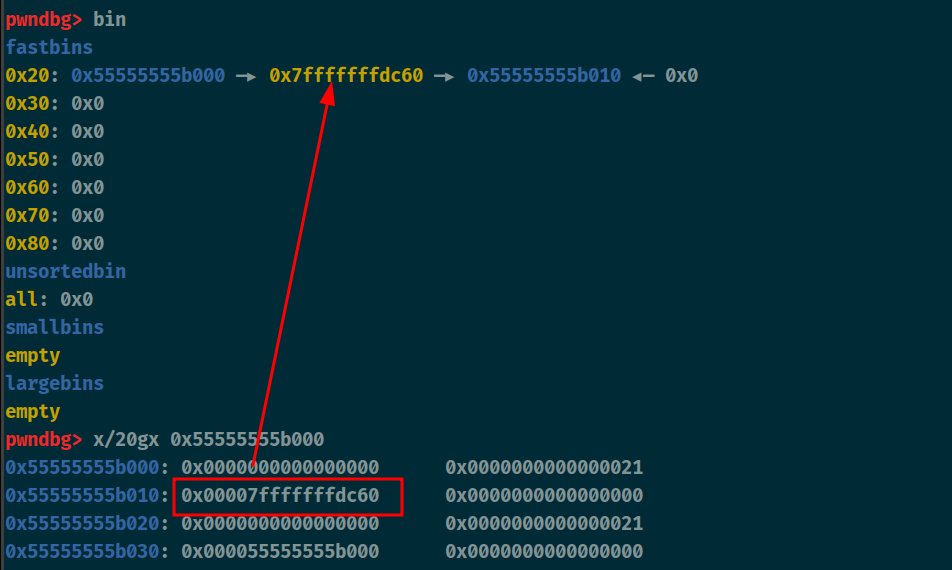 pwndbg> bin
fastbins
0x20: 0x55555555b000 —▸ 0x7fffffffdc60 —▸ 0x55555555b010 ◂— 0x0
0x30: 0x0
0x40: 0x0
0x50: 0x0
0x60: 0x0
0x70: 0x0
0x80: 0x0
unsortedbin
all: 0x0
smallbins
empty
largebins
empty
pwndbg> x/20gx 0x55555555b000
0x55555555b000: 0x0000000000000000 0x0000000000000021
0x55555555b010: 0x00007fffffffdc60 0x0000000000000000
0x55555555b020: 0x0000000000000000 0x0000000000000021
0x55555555b030: 0x000055555555b000 0x0000000000000000